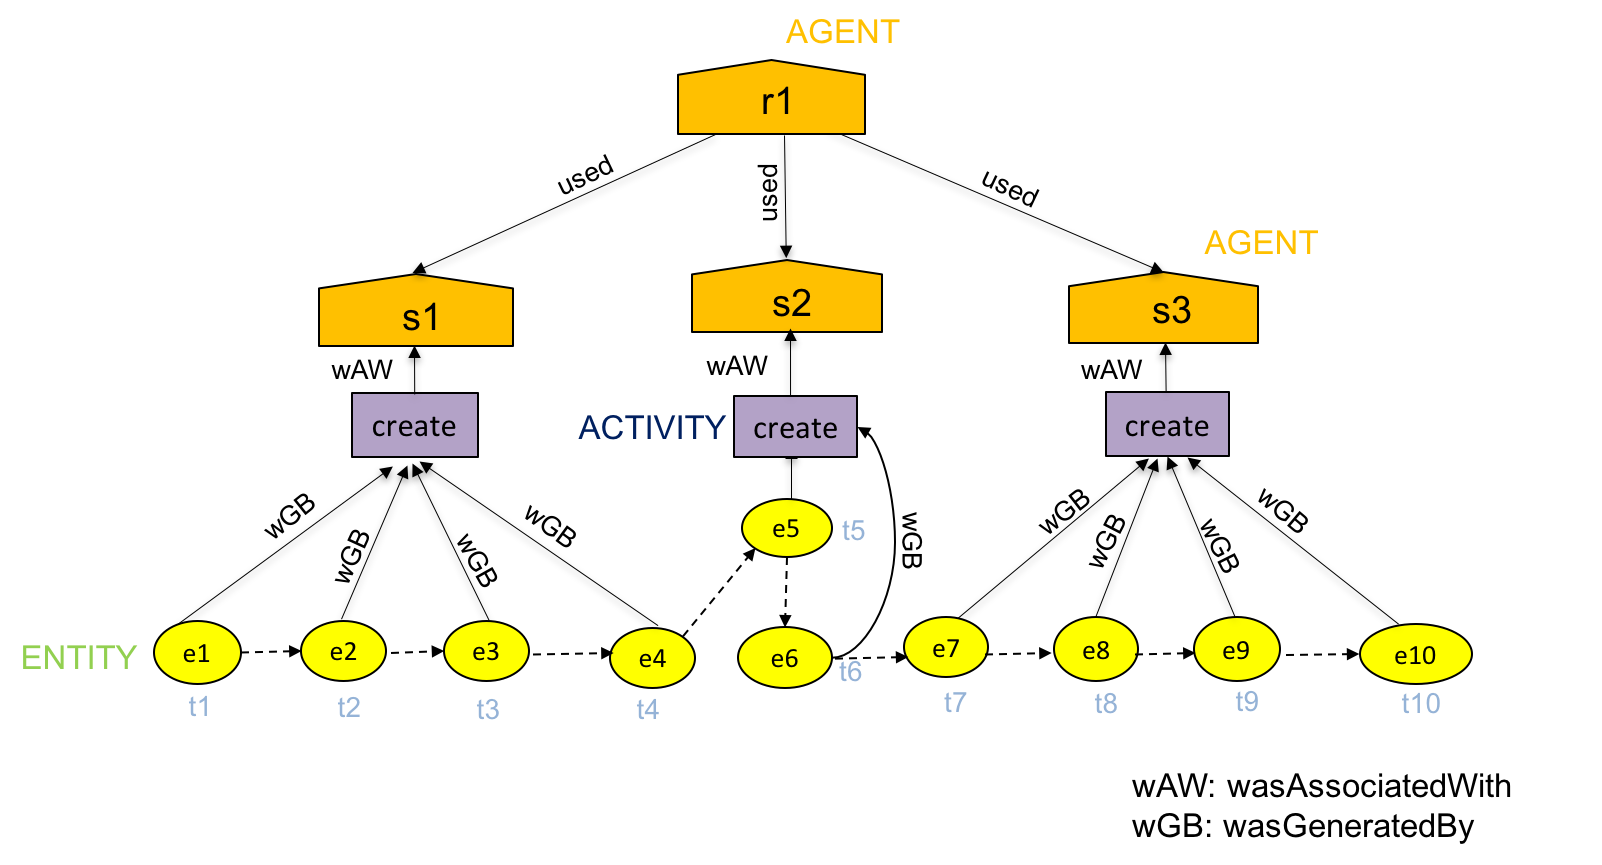 AGENT
r1
used
used
used
AGENT
s1
s2
s3
wAW
wAW
wAW
create
ACTIVITY
create
create
wGB
wGB
wGB
wGB
e5
t5
wGB
wGB
wGB
wGB
wGB
ENTITY
e1
e2
e3
e4
e6
e7
e8
e9
e10
t1
t2
t3
t4
t6
t7
t8
t9
t10
wAW: wasAssociatedWith
wGB: wasGeneratedBy